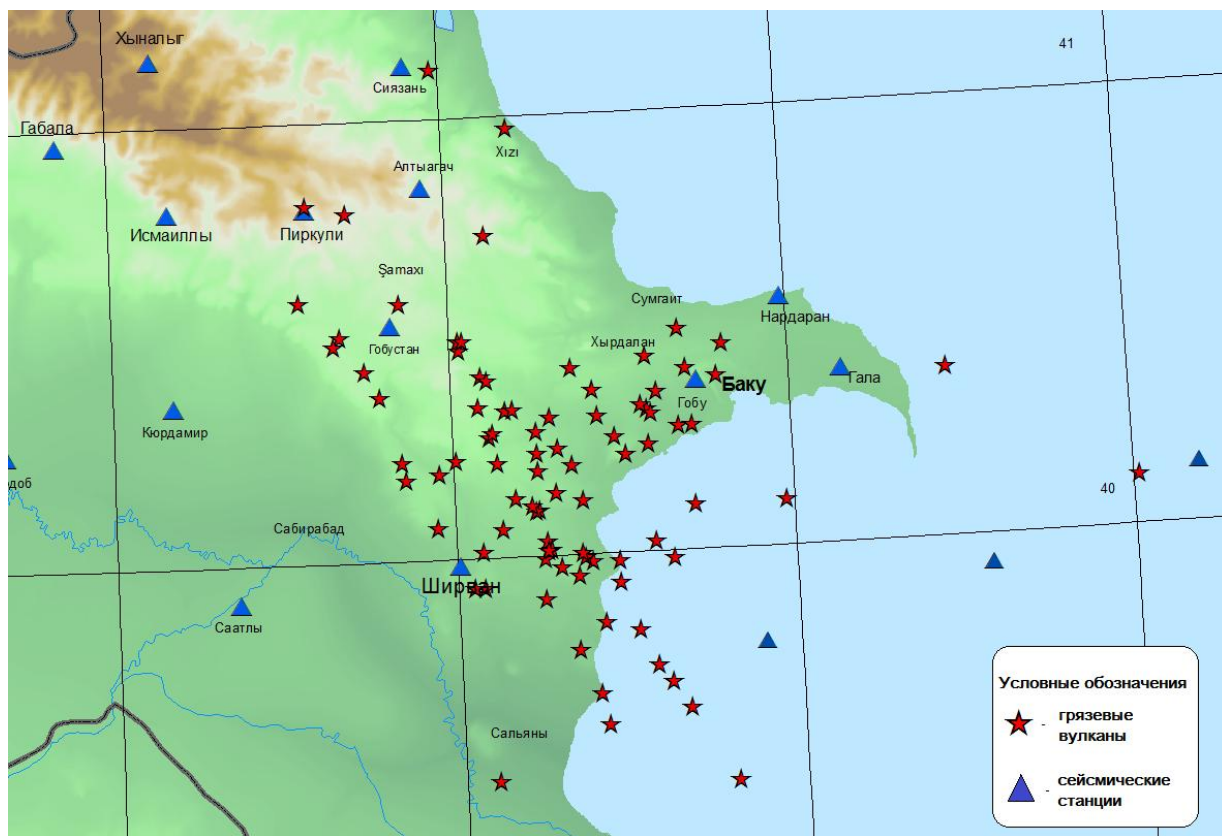 Хыналыг
41
Сиязань
Габала
Xızı
Алтыагач
Исмаиллы
Пиркули
Şamaxı
Сумгаит
Нардаран
Хырдалан
Гобустан
Гала
Баку
Гобу
Кюрдамир
40
Сабирабад
Ширван
Саатлы
Сальяны
Условные обозначения
- грязевые
вулканы
- сейсмические
станции